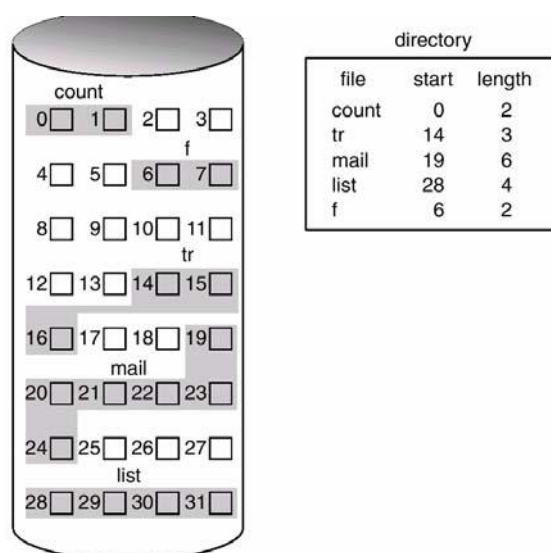 count
0 1 2 3
f
4 5 6 7
8 9 10 11
tr
12 13 14 15
16 17 18 19
mail
20 21 22 23
24 25 26 27
list
28 29 30 31
directory
file start length
count 0 2
tr 14 3
mail 19 6
list 28 4
f 6 2